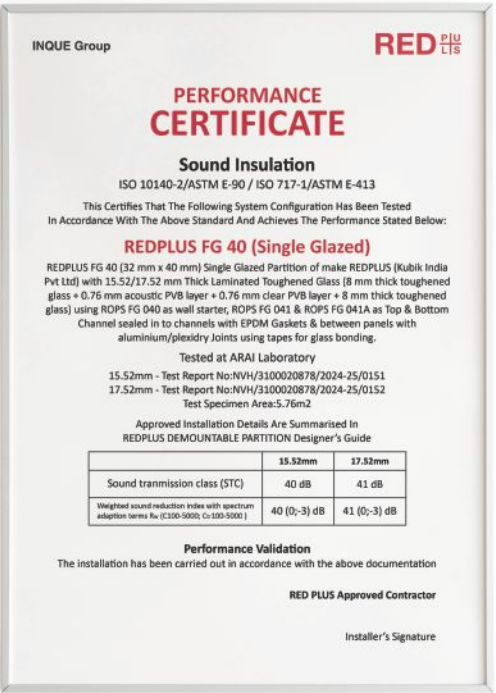 INQUE Group
RED PLUS
PERFORMANCE
CERTIFICATE
Sound Insulation
ISO 10140-2/ASTM E-90 / ISO 717-1/ASTM E-413
This Certifies That The Following System Configuration Has Been Tested
In Accordance With The Above Standard And Achieves The Performance Stated Below:
REDPLUS FG 40 (Single Glazed)
REDPLUS FG 40 (32 mm x 40 mm) Single Glazed Partition of make REDPLUS (Kubik India
Pvt Ltd) with 15.52/17.52 mm Thick Laminated Toughened Glass (8 mm thick toughened
glass + 0.76 mm acoustic PVB layer + 0.76 mm clear PVB layer + 8 mm thick toughened
glass) using ROPS FG 040 as wall starter, ROPS FG 041 & ROPS FG 041A as Top & Bottom
Channel sealed in to channels with EPDM Gaskets & between panels with
aluminium/plexidry Joints using tapes for glass bonding.
Tested at ARAI Laboratory
15.52mm - Test Report No:NVH/3100020878/2024-25/0151
17.52mm - Test Report No:NVH/3100020878/2024-25/0152
Test Specimen Area:5.76m2
Approved Installation Details Are Summarised In
REDPLUS DEMOUNTABLE PARTITION Designer's Guide
15.52mm 17.52mm
Sound tranmission class (STC) 40 dB 41 dB
Weighted sound reduction index with spectrum
adaption terms Rw (C100-5000; Ctr100-5000 ) 40 (0;-3) dB 41 (0;-3) dB
Performance Validation
The installation has been carried out in accordance with the above documentation
RED PLUS Approved Contractor
Installer's Signature